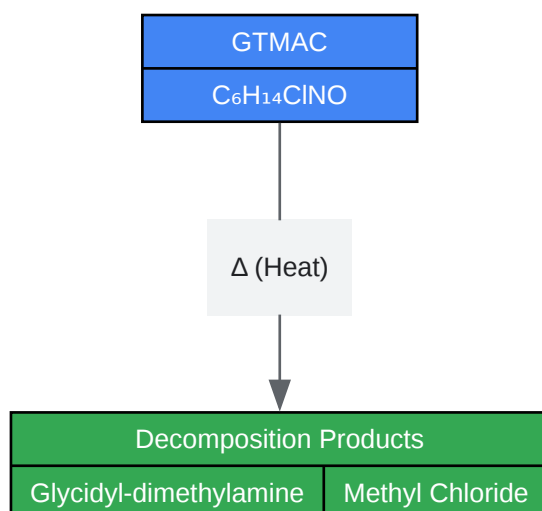 GTMAC
C₆H₁₄ClNO
Δ (Heat)
Decomposition Products
Glycidyl-dimethylamine Methyl Chloride